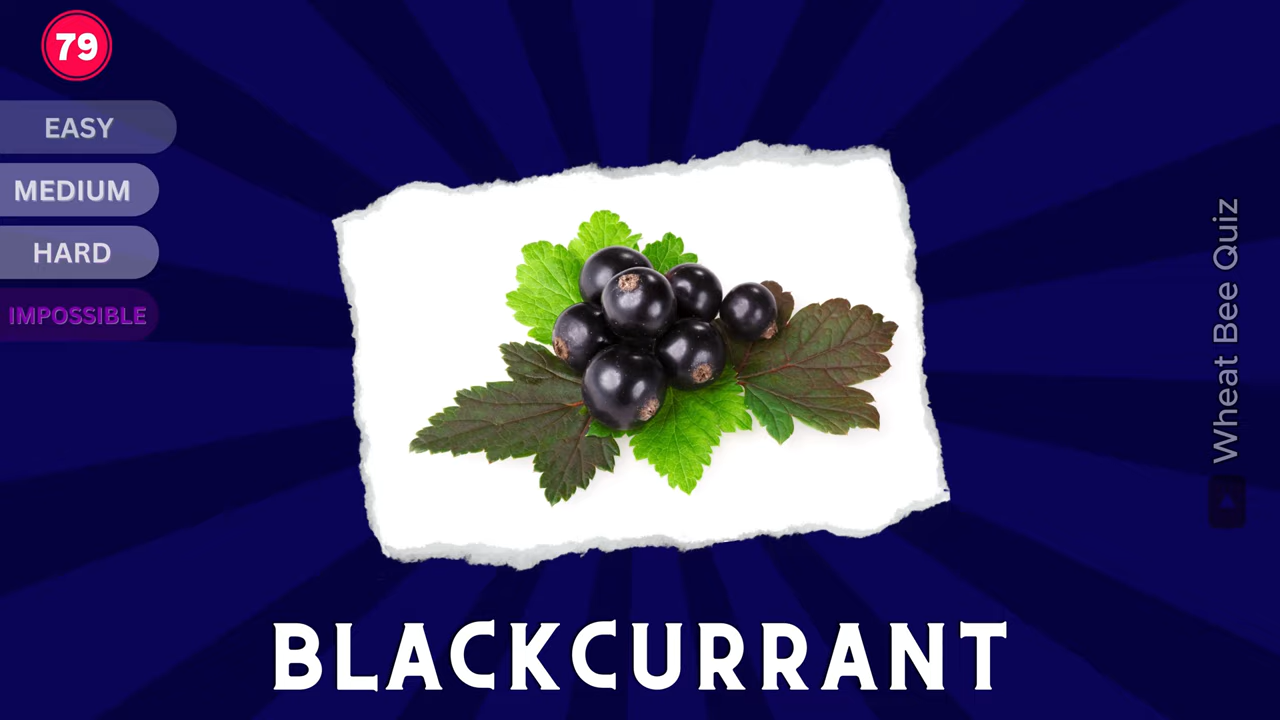 79
EASY
MEDIUM
HARD
IMPOSSIBLE
Wheat Bee Quiz
BLACKCURRANT